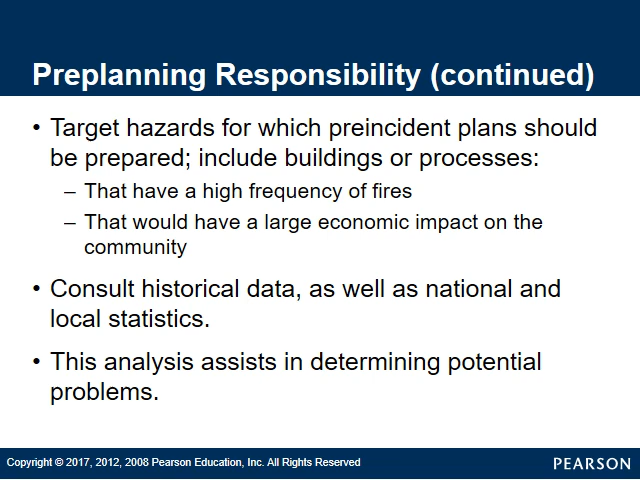 Preplanning Responsibility (continued)
• Target hazards for which preincident plans should
be prepared; include buildings or processes:
– That have a high frequency of fires
– That would have a large economic impact on the
community
• Consult historical data, as well as national and
local statistics.
• This analysis assists in determining potential
problems.
Copyright © 2017, 2012, 2008 Pearson Education, Inc. All Rights Reserved
PEARSON